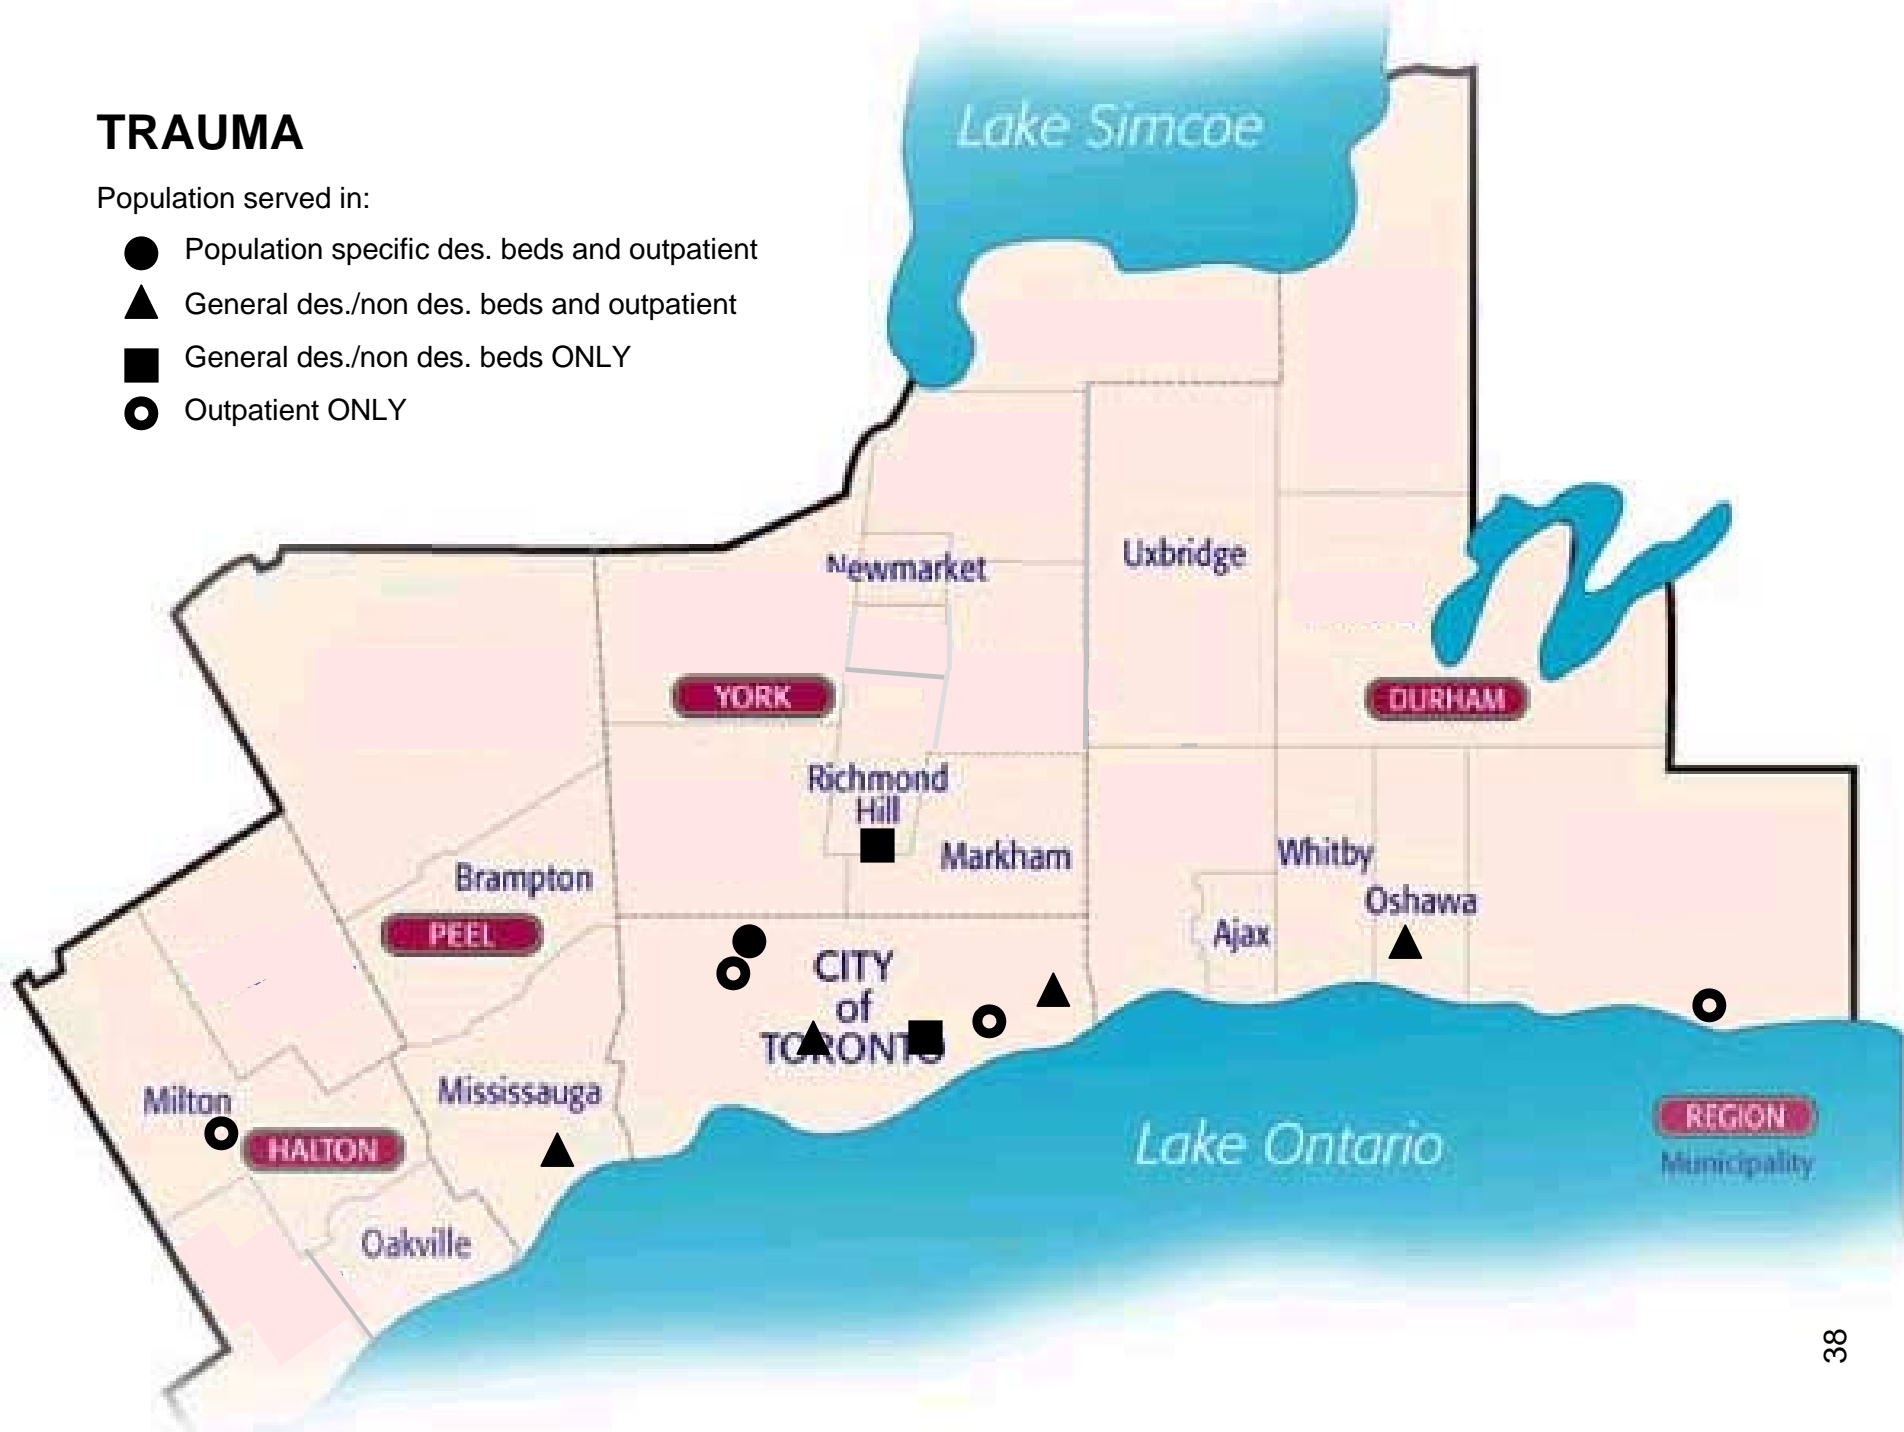 TRAUMA
Population served in:
Population specific des. beds and outpatient
General des./non des. beds and outpatient
General des./non des. beds ONLY
Outpatient ONLY
Lake Simcoe
Newmarket
Uxbridge
YORK
DURHAM
Richmond
Hill
Markham
Brampton
Whitby
Oshawa
PEEL
Ajax
CITY
of
TORONTO
Milton
Mississauga
HALTON
Oakville
Lake Ontario
REGION
Municipality
38